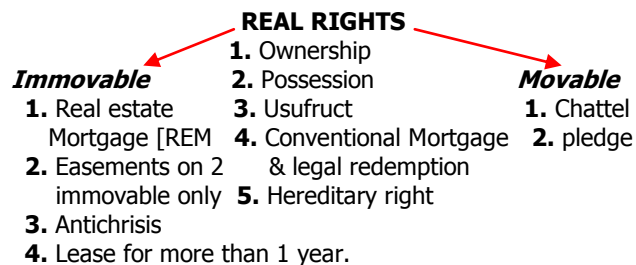 REAL RIGHTS
1. Ownership
2. Possession
3. Usufruct
4. Conventional Mortgage
& legal redemption
5. Hereditary right
Immovable
1. Real estate
Mortgage [REM
2. Easements on 2
immovable only
3. Antichrisis
4. Lease for more than 1 year.
Movable
1. Chattel
2. pledge